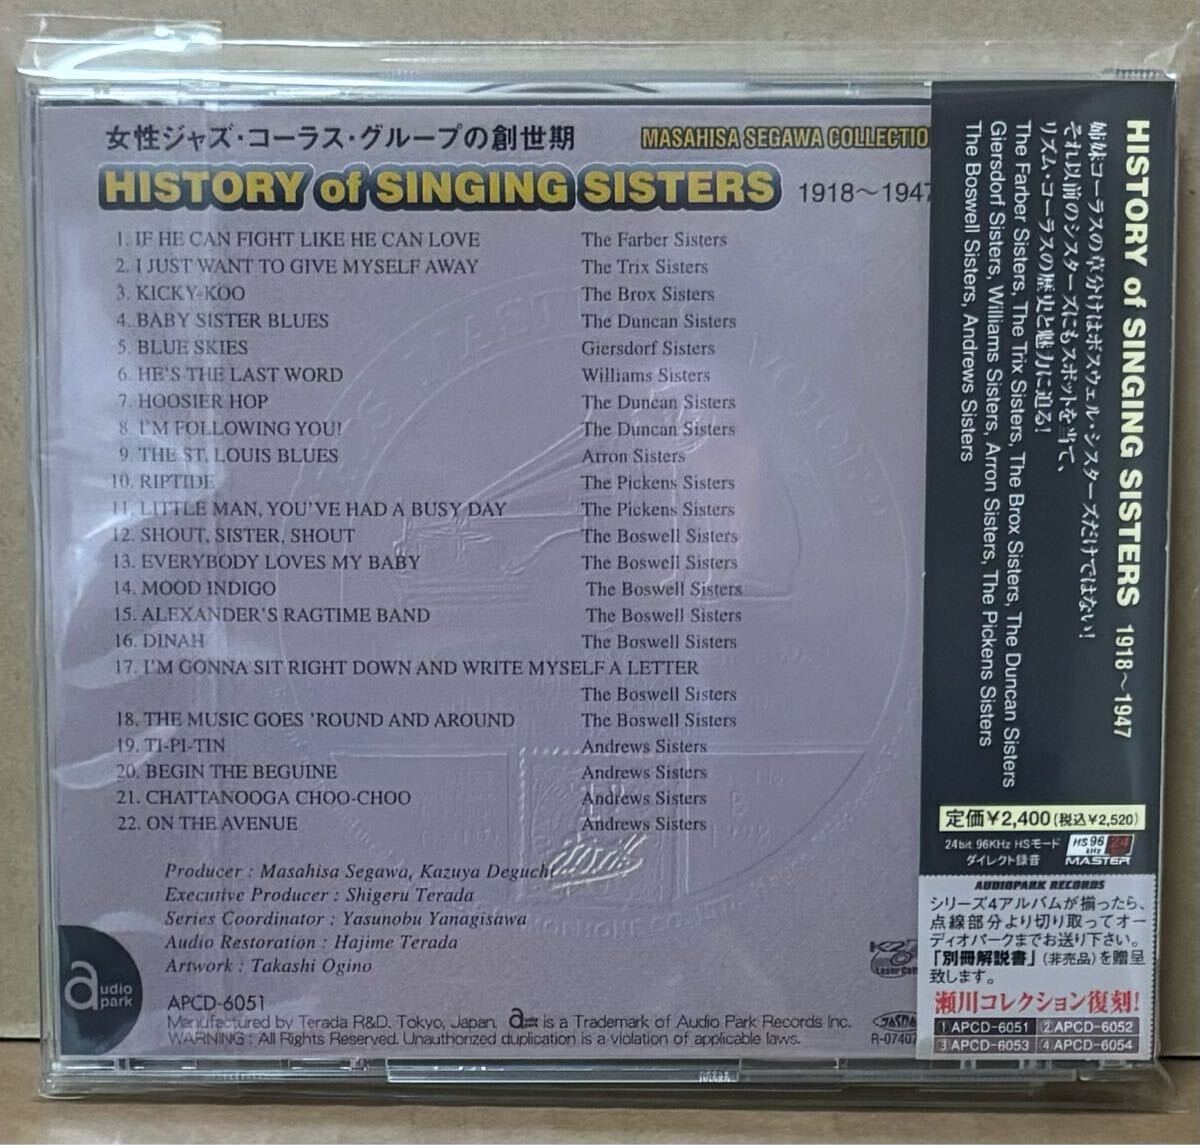 女性ジャズ・コーラス・グループの創世期
MASAHISA SEGAWA COLLECTIO
HISTORY of SINGING SISTERS 1918〜1947
1. IF HE CAN FIGHT LIKE HE CAN LOVE The Farber Sisters
2. I JUST WANT TO GIVE MYSELF AWAY The Trix Sisters
3. KICKY-KOO The Brox Sisters
4. BABY SISTER BLUES The Duncan Sisters
5. BLUE SKIES Giersdorf Sisters
6. HE'S THE LAST WORD Williams Sisters
7. HOOSIER HOP The Duncan Sisters
8. I'M FOLLOWING YOU! The Duncan Sisters
9. THE ST. LOUIS BLUES Arron Sisters
10. RIPTIDE The Pickens Sisters
11. LITTLE MAN, YOU'VE HAD A BUSY DAY The Pickens Sisters
12. SHOUT, SISTER, SHOUT The Boswell Sisters
13. EVERYBODY LOVES MY BABY The Boswell Sisters
14. MOOD INDIGO The Boswell Sisters
15. ALEXANDER'S RAGTIME BAND The Boswell Sisters
16. DINAH The Boswell Sisters
17. I'M GONNA SIT RIGHT DOWN AND WRITE MYSELF A LETTER
The Boswell Sisters
18. THE MUSIC GOES 'ROUND AND AROUND The Boswell Sisters
19. TI-PI-TIN Andrews Sisters
20. BEGIN THE BEGUINE Andrews Sisters
21. CHATTANOOGA CHOO-CHOO Andrews Sisters
22. ON THE AVENUE Andrews Sisters
Producer : Masahisa Segawa, Kazuya Deguchi
Executive Producer : Shigeru Terada
Series Coordinator : Yasunobu Yanagisawa
Audio Restoration : Hajime Terada
Artwork : Takashi Ogino
audio
park
APCD-6051
Manufactured by Terada R&D. Tokyo, Japan. a is a Trademark of Audio Park Records Inc.
WARNING : All Rights Reserved. Unauthorized duplication is a violation of applicable laws.
K2
Laser Cut
JASRAC
R-07407
HISTORY of SINGING SISTERS 1918〜1947
姉妹コーラスの草分けはボスウェル・シスターズだけではない!
それ以前のシスターズにもスポットを当て、
リズム・コーラスの歴史と魅力に迫る!
The Farber Sisters, The Trix Sisters, The Brox Sisters, The Duncan Sisters
Giersdorf Sisters, Williams Sisters, Arron Sisters, The Pickens Sisters
The Boswell Sisters, Andrews Sisters
定価¥2,400(税込¥2,520)
24bit 96KHz HSモード
ダイレクト録音
HS96
kHz
24
MASTER
AUDIOPARK RECORDS
シリーズ4アルバムが揃ったら、
点線部分より切り取ってオー
ディオパークまでお送り下さい。
「別冊解説書」(非売品)を贈呈
致します。
瀬川コレクション復刻!
①APCD-6051 ②APCD-6052
③APCD-6053 ④APCD-6054